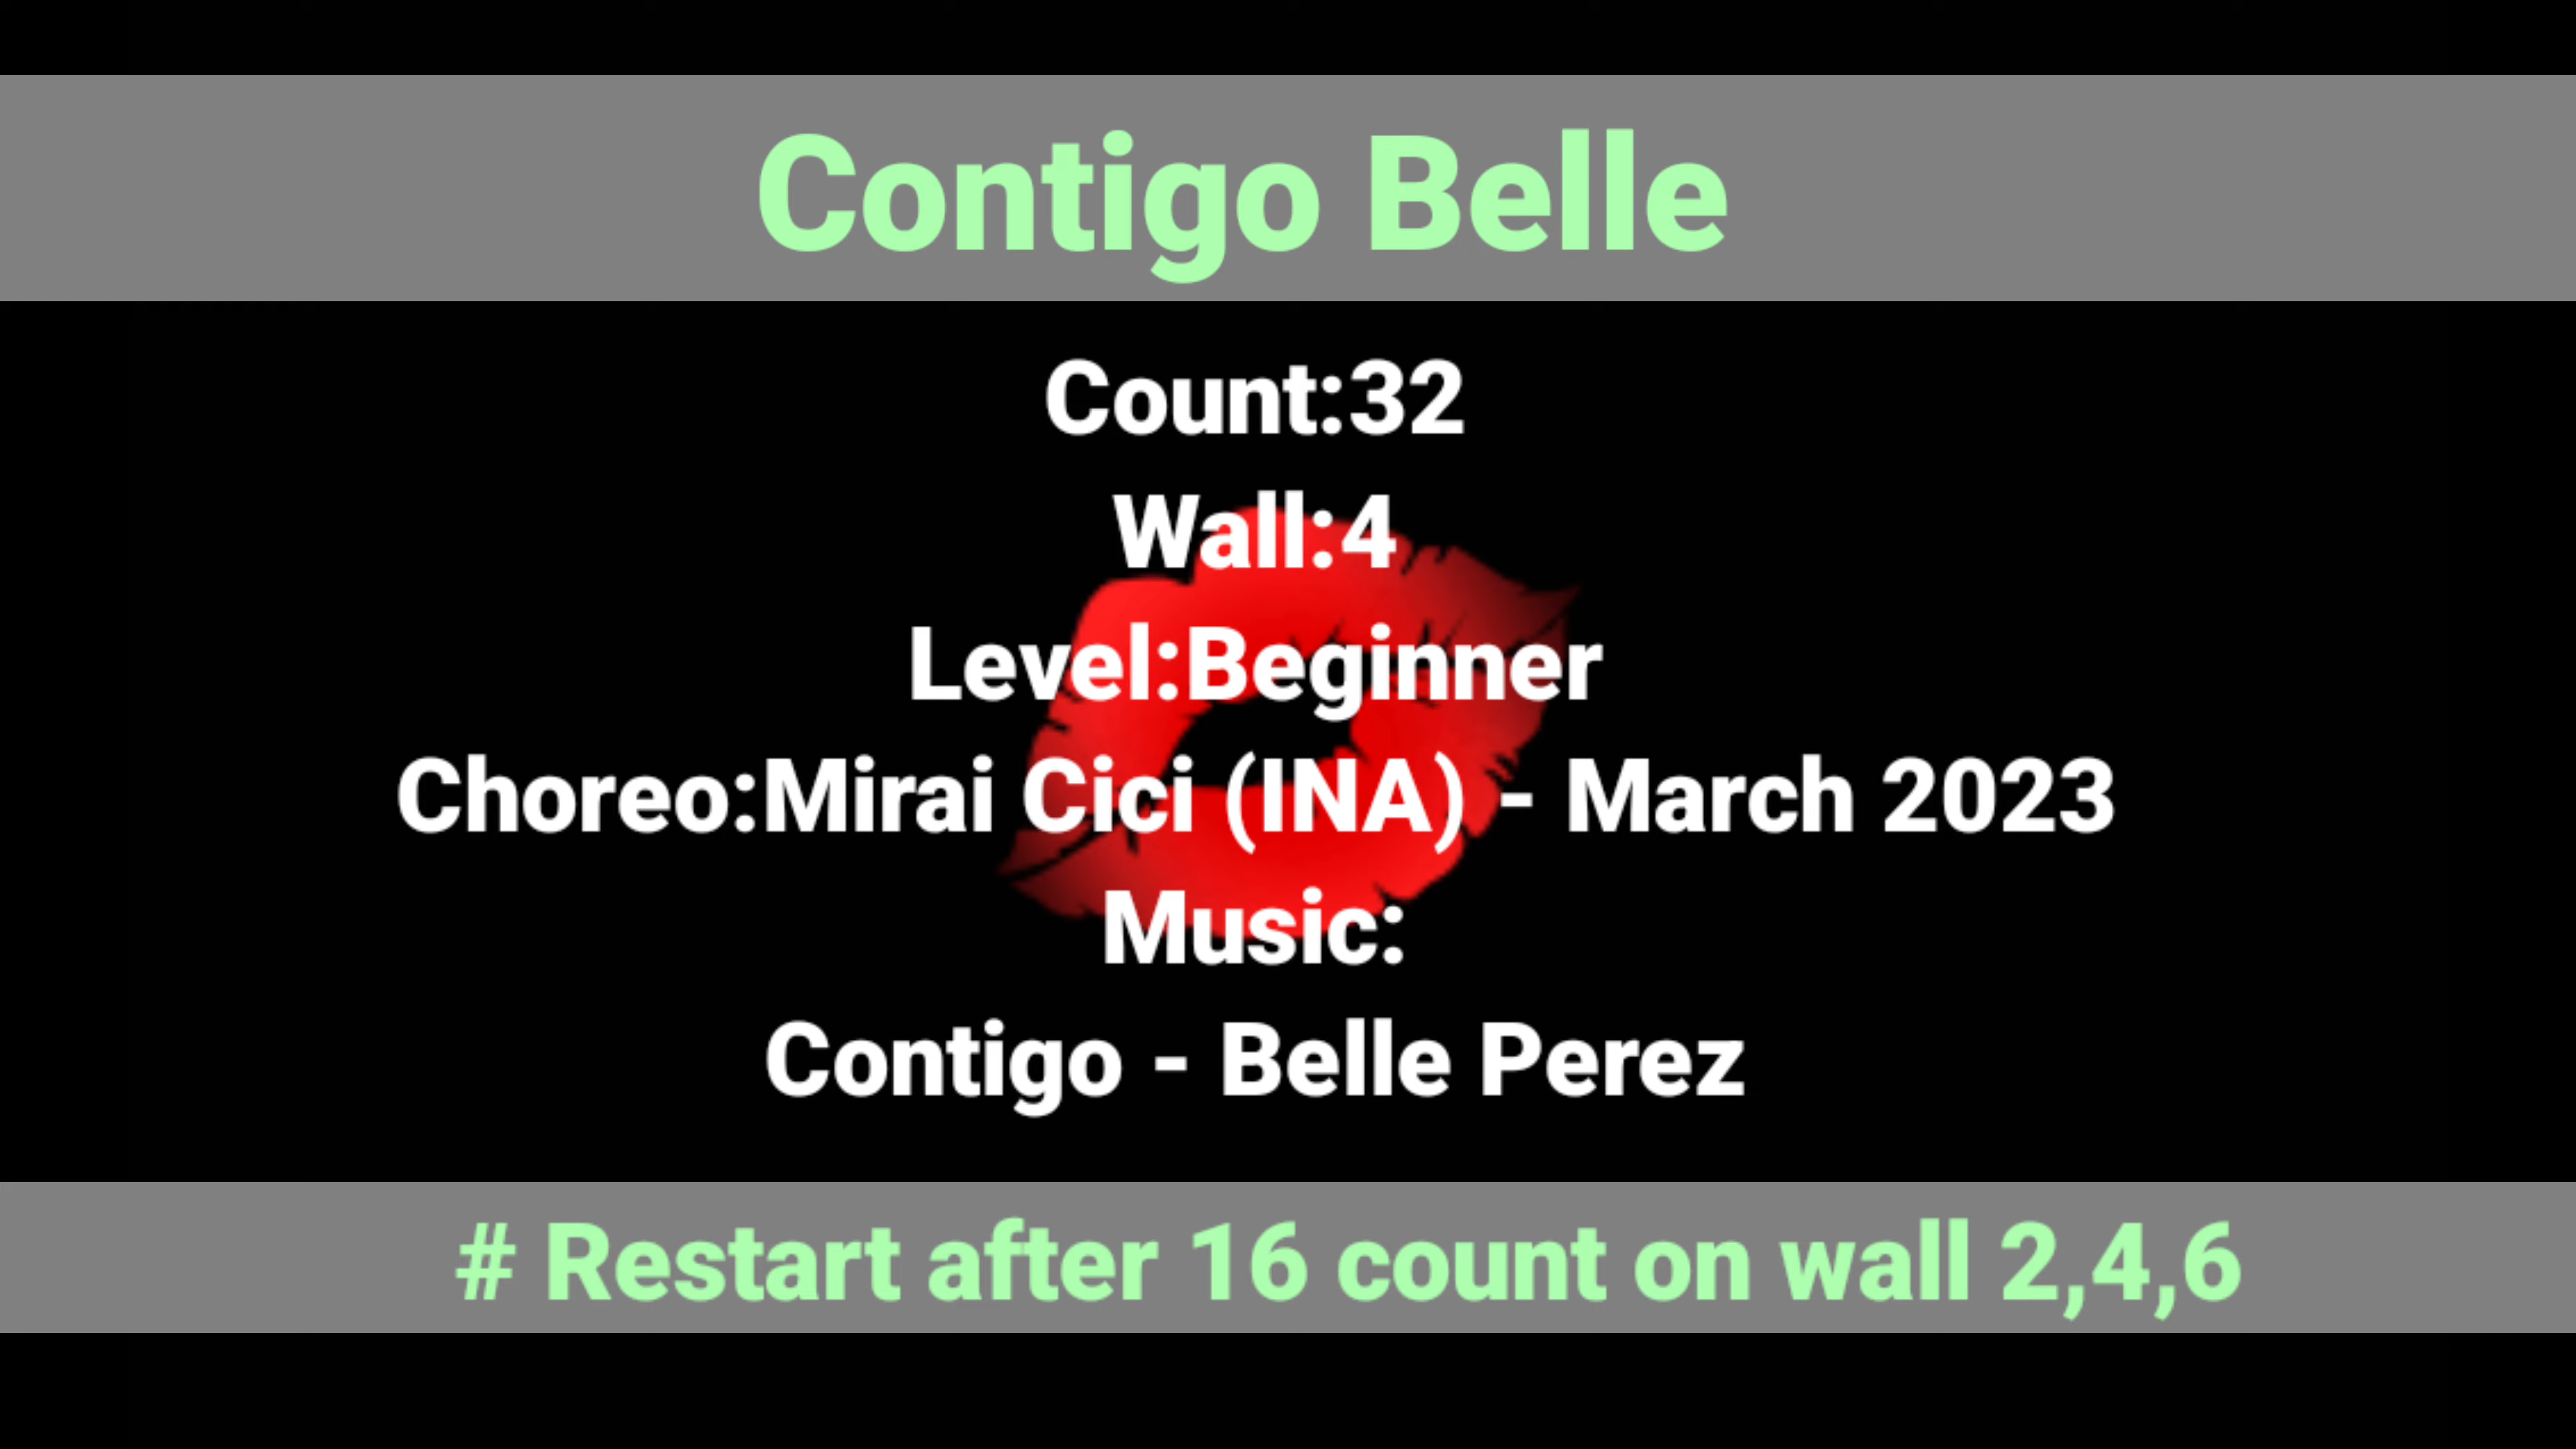 Contigo Belle
Count:32
Wall:4
Level:Beginner
Choreo:Mirai Cici (INA) - March 2023
Music:
Contigo - Belle Perez
# Restart after 16 count on wall 2,4,6